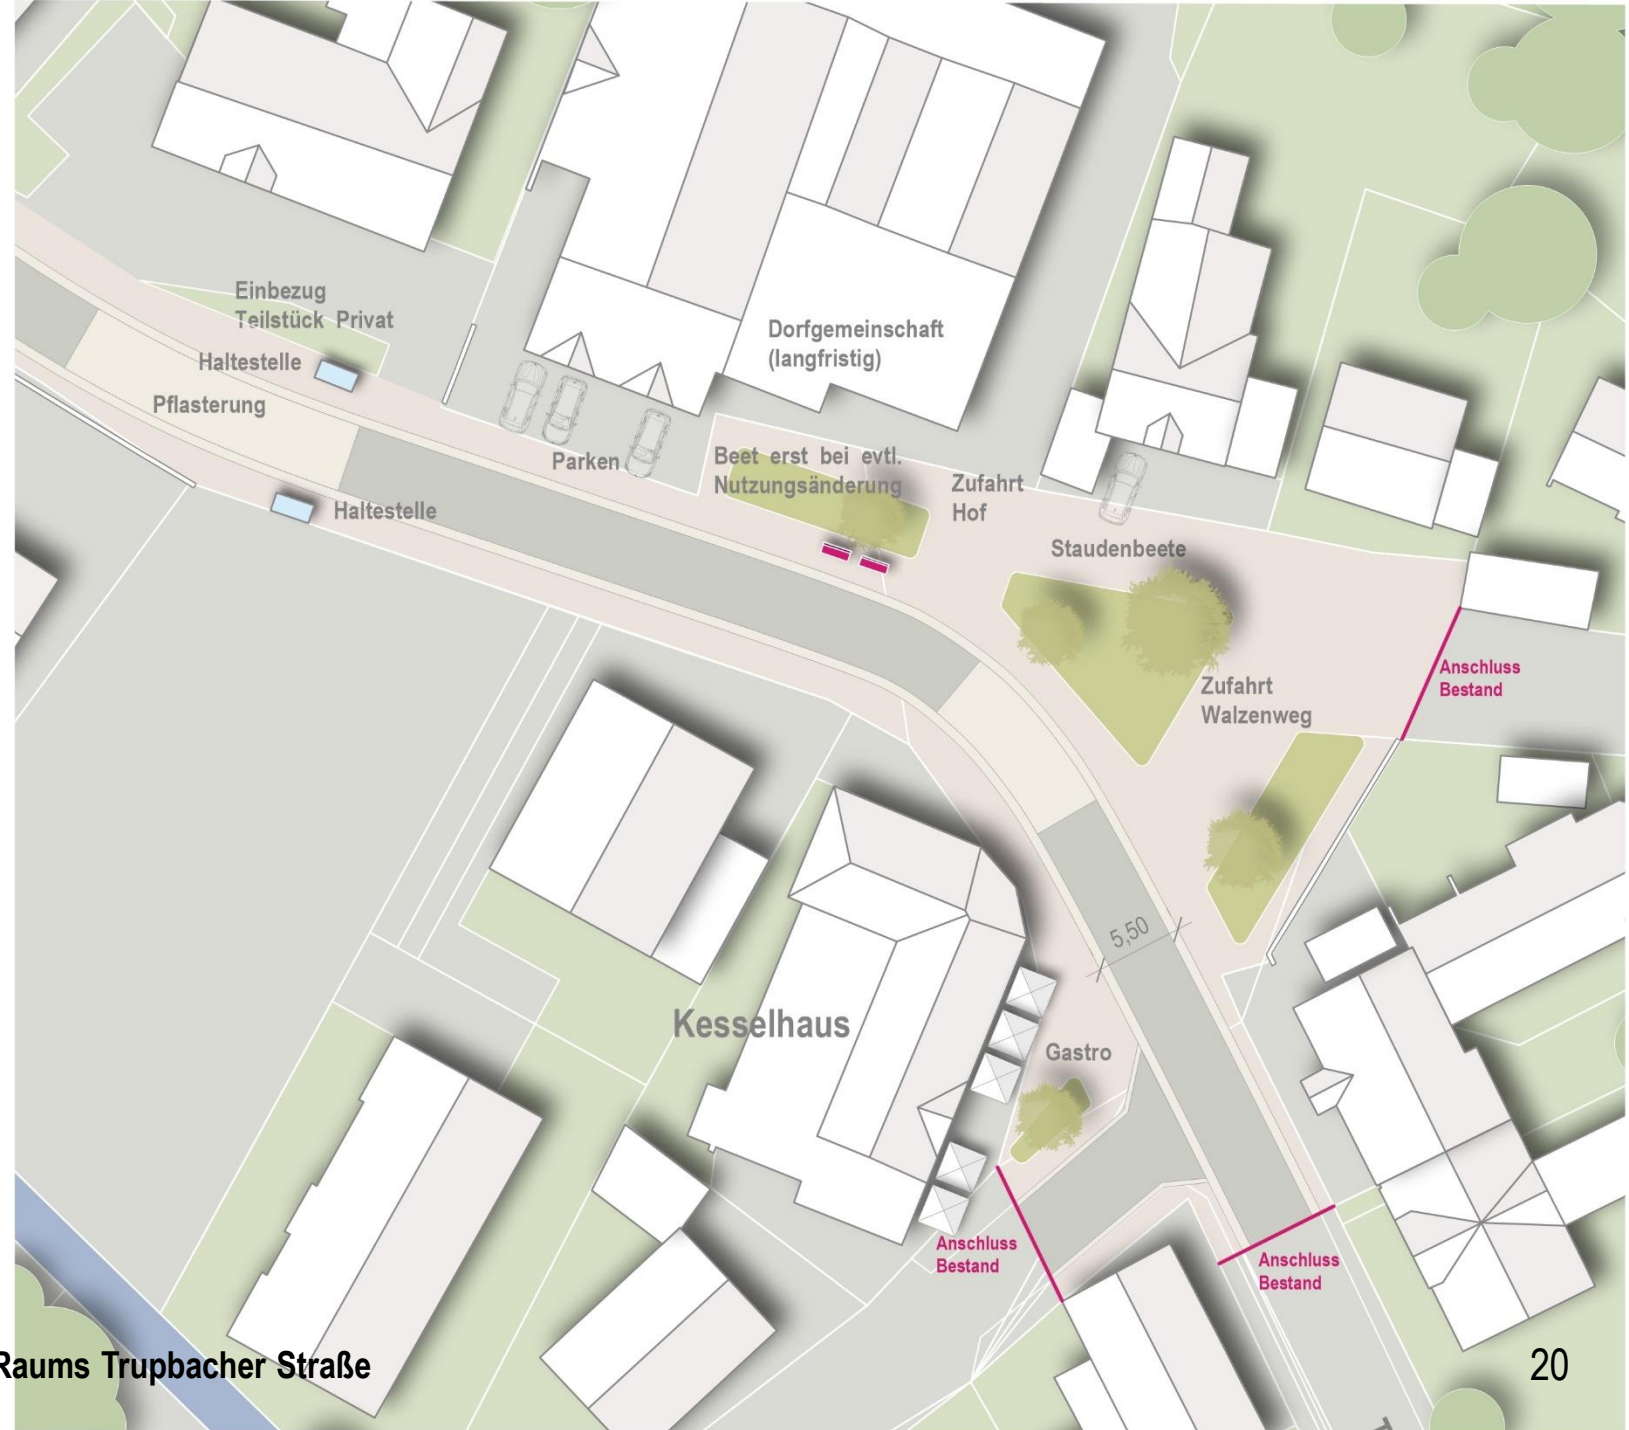 Einbezug
Teilstück Privat
Haltestelle
Pflasterung
Haltestelle
Dorfgemeinschaft
(langfristig)
Parken
Beet erst bei evtl.
Nutzungsänderung
Zufahrt
Hof
Staudenbeete
Anschluss
Bestand
Zufahrt
Walzenweg
5,50
Kesselhaus
Gastro
Anschluss
Bestand
Anschluss
Bestand
Raums Trupbacher Straße
20